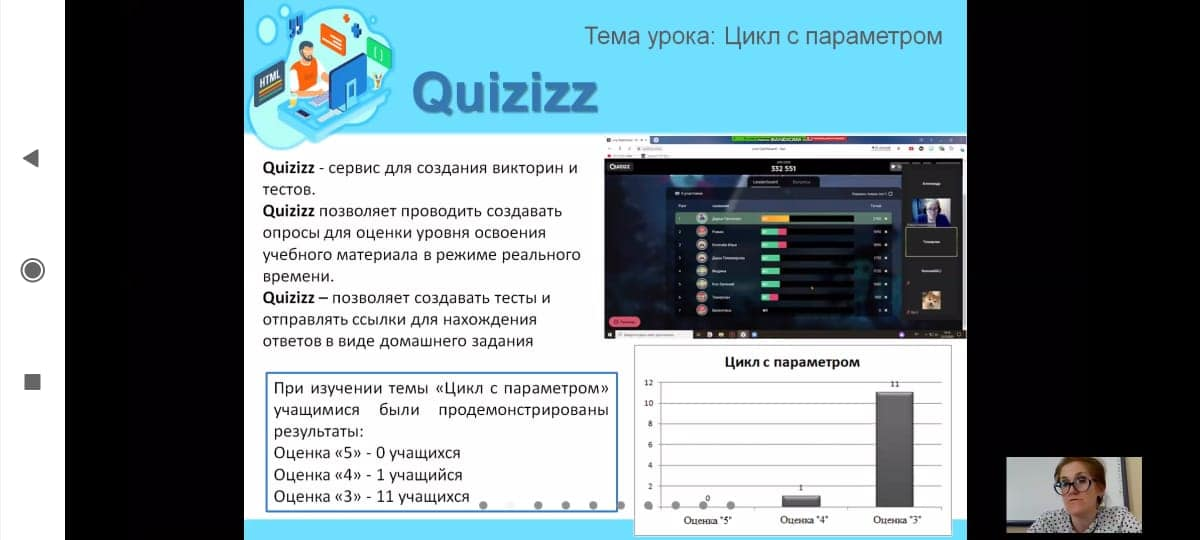 Тема урока: Цикл с параметром
HTML
Quizizz
Quizizz - сервис для создания викторин и
тестов.
Quizizz позволяет проводить создавать
опросы для оценки уровня освоения
учебного материала в режиме реального
времени.
Quizizz – позволяет создавать тесты и
отправлять ссылки для нахождения
ответов в виде домашнего задания
При изучении темы «Цикл с параметром»
учащимися были продемонстрированы
результаты:
Оценка «5» - 0 учащихся
Оценка «4» - 1 учащийся
Оценка «3» - 11 учащихся
Quizizz
332 551
Leaderboard
Цикл с параметром
12
10
8
6
4
2
0
1
11
Оценка "5"
Оценка "4"
Оценка "3"